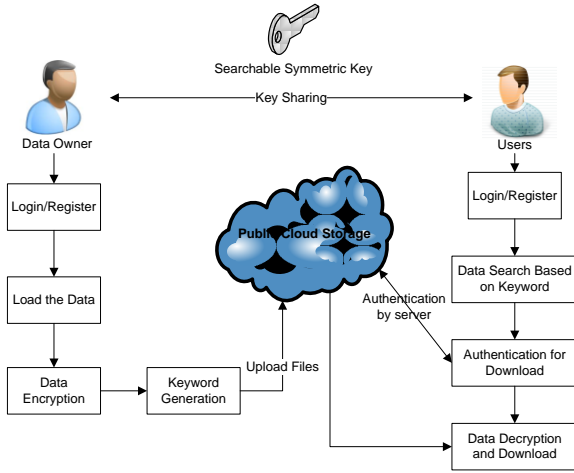 Searchable Symmetric Key
Key Sharing
Data Owner
Users
Login/Register
Login/Register
Public Cloud Storage
Load the Data
Data Search Based
on Keyword
Authentication
by server
Upload Files
Data
Encryption
Keyword
Generation
Authentication for
Download
Data Decryption
and Download